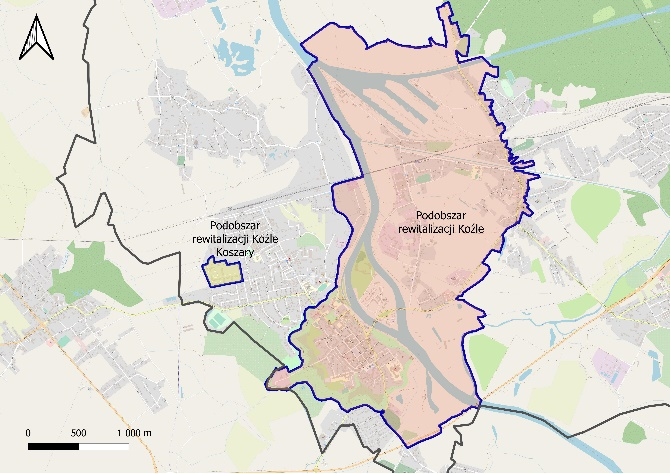 Podobszar
rewitalizacji Koźle
Koszary
Podobszar
rewitalizacji Koźle
0 500 1 000 m